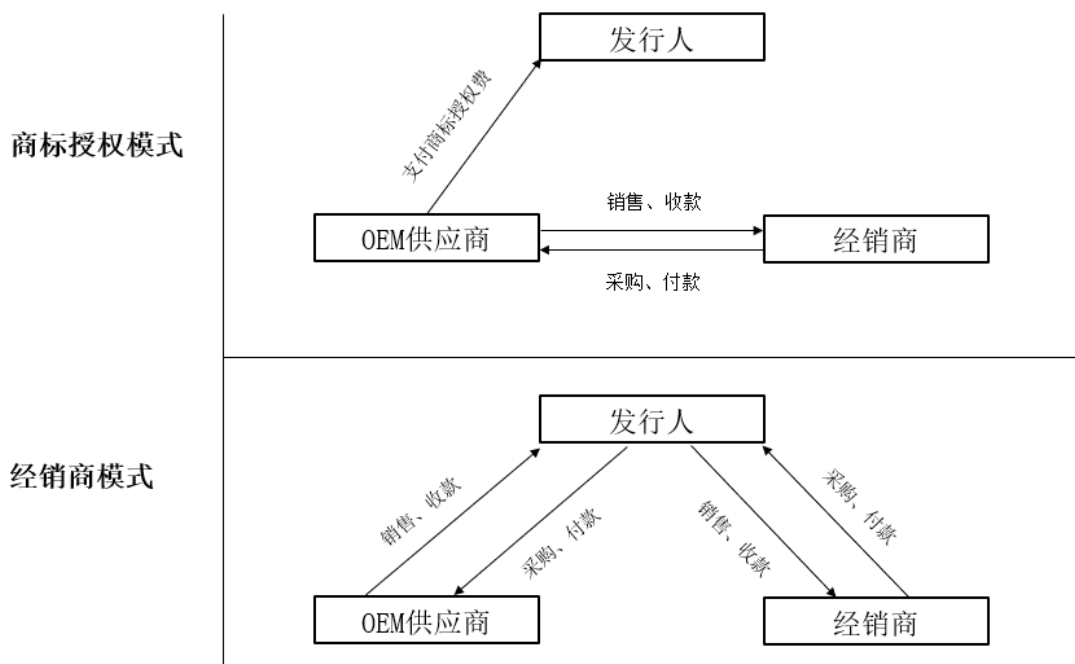 商标授权模式
发行人
支付商标授权费
销售、收款
OEM供应商
经销商
采购、付款
经销商模式
发行人
销售、收款
采购、付款
销售、收款
采购、付款
OEM供应商
经销商